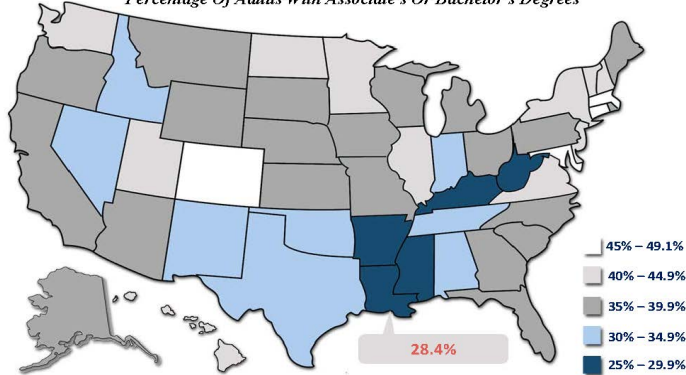 Percentage Of Adults With Associate's Or Bachelor's Degrees
45% – 49.1%
40% – 44.9%
35% – 39.9%
30% – 34.9%
25% – 29.9%
28.4%